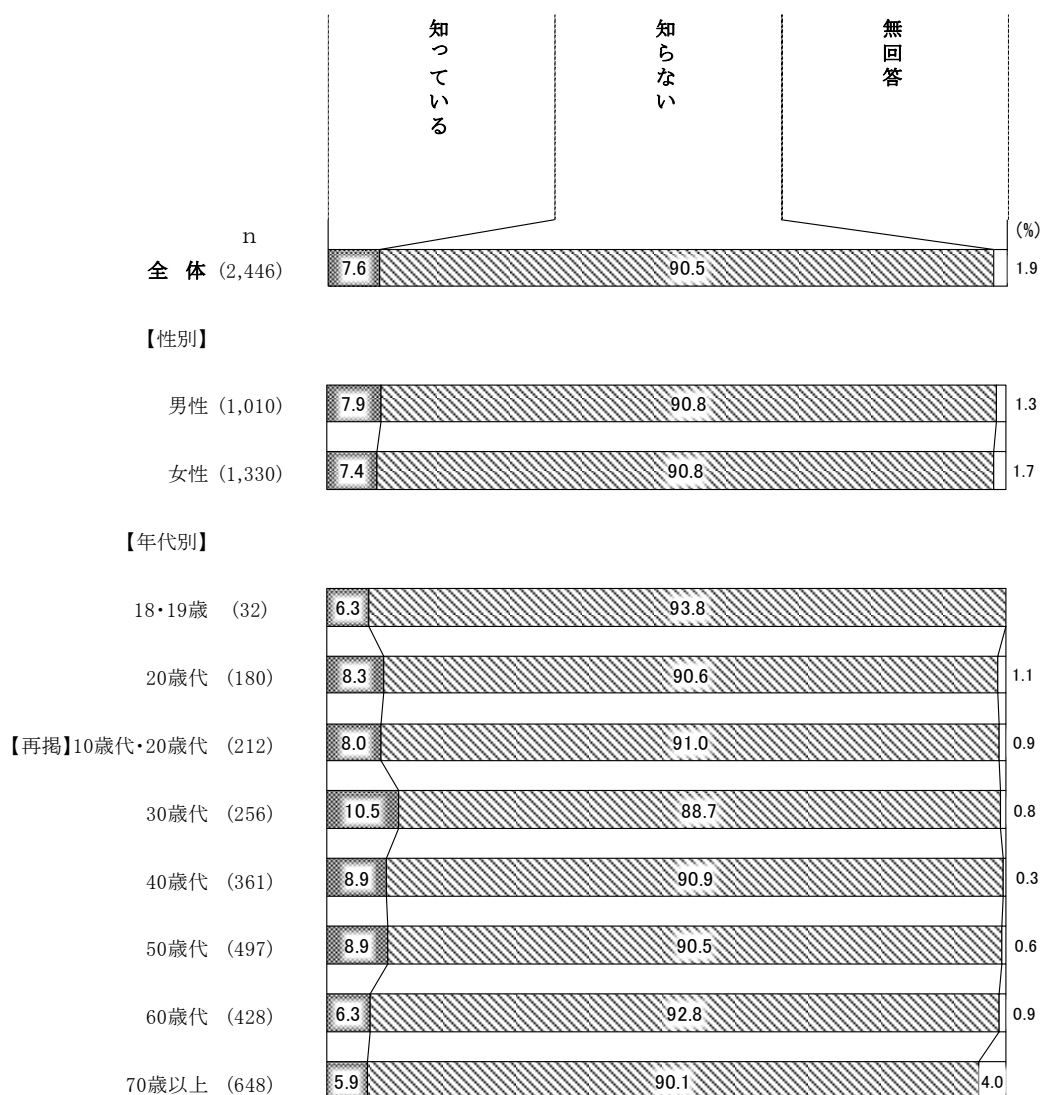 知っている
知らない
無回答
(%)
n
全 体 (2,446) 7.6 90.5 1.9
【性別】
男性 (1,010) 7.9 90.8 1.3
女性 (1,330) 7.4 90.8 1.7
【年代別】
18・19歳 (32) 6.3 93.8
20歳代 (180) 8.3 90.6 1.1
【再掲】10歳代・20歳代 (212) 8.0 91.0 0.9
30歳代 (256) 10.5 88.7 0.8
40歳代 (361) 8.9 90.9 0.3
50歳代 (497) 8.9 90.5 0.6
60歳代 (428) 6.3 92.8 0.9
70歳以上 (648) 5.9 90.1 4.0